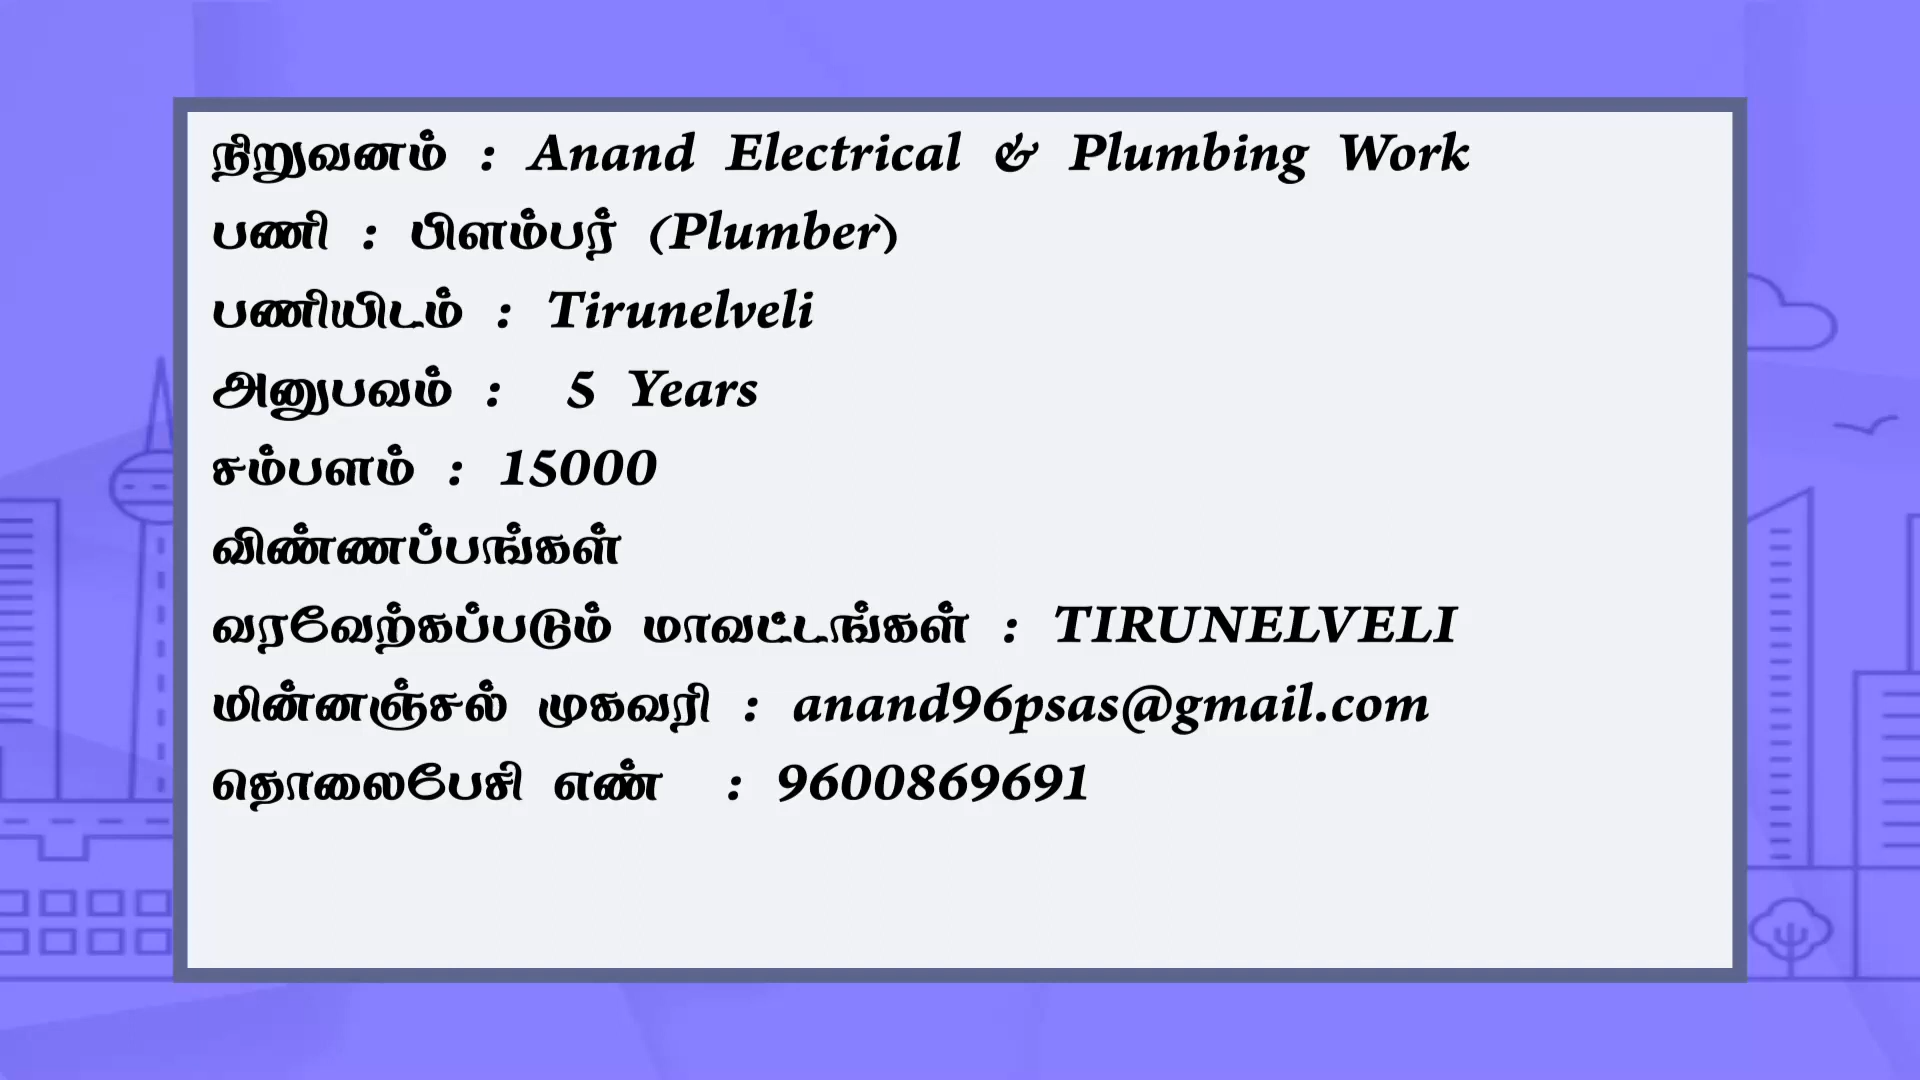 நிறுவனம் : Anand Electrical & Plumbing Work
பணி : பிளம்பர் (Plumber)
பணியிடம் : Tirunelveli
அனுபவம் : 5 Years
சம்பளம் : 15000
விண்ணப்பங்கள்
வரவேற்கப்படும் மாவட்டங்கள் : TIRUNELVELI
மின்னஞ்சல் முகவரி : anand96psas@gmail.com
தொலைபேசி எண் : 9600869691